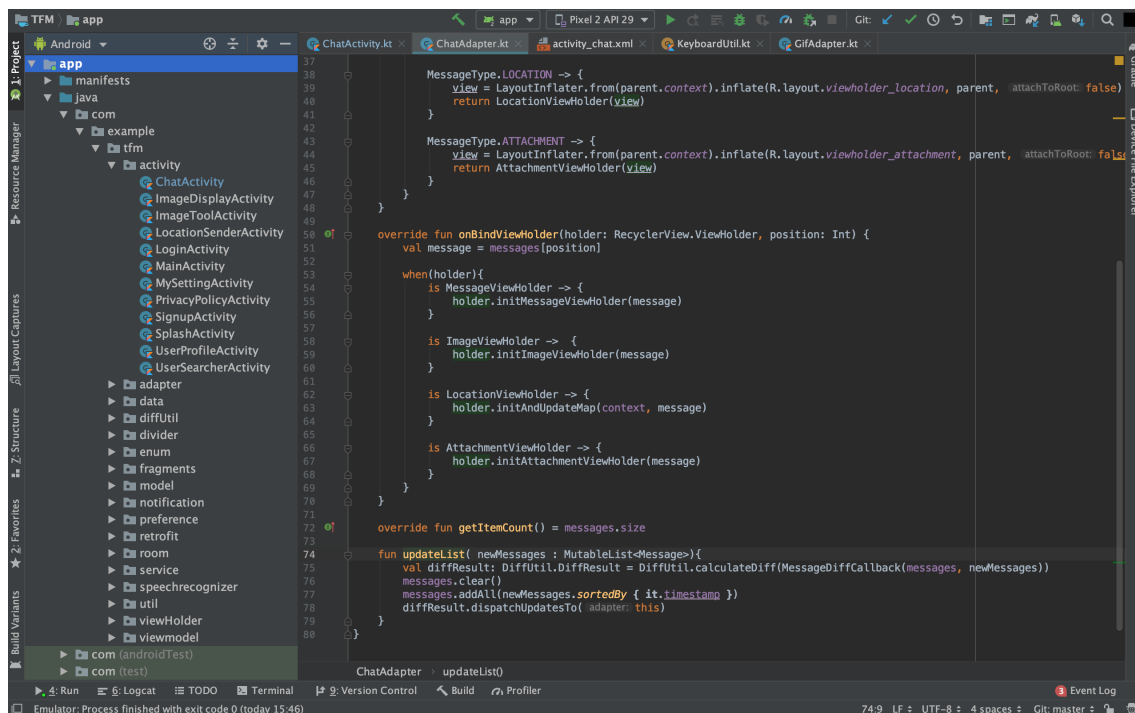 TFM app
app Pixel 2 API 29 Git:
1: Project
Resource Manager
Layout Captures
7: Structure
2: Favorites
Build Variants
Android
ChatActivity.kt ChatAdapter.kt activity_chat.xml KeyboardUtil.kt GifAdapter.kt
app
manifests
java
com
example
tfm
activity
ChatActivity
ImageDisplayActivity
ImageToolActivity
LocationSenderActivity
LoginActivity
MainActivity
MySettingActivity
PrivacyPolicyActivity
SignupActivity
SplashActivity
UserProfileActivity
UserSearcherActivity
adapter
data
diffUtil
divider
enum
fragments
model
notification
preference
retrofit
room
service
speechrecognizer
util
viewHolder
viewmodel
com (androidTest)
com (test)
37
38 MessageType.LOCATION -> {
39 view = LayoutInflater.from(parent.context).inflate(R.layout.viewholder_location, parent, attachToRoot: false)
40 return LocationViewHolder(view)
41 }
42
43 MessageType.ATTACHMENT -> {
44 view = LayoutInflater.from(parent.context).inflate(R.layout.viewholder_attachment, parent, attachToRoot: fals
45 return AttachmentViewHolder(view)
46 }
47 }
48 }
49
50 override fun onBindViewHolder(holder: RecyclerView.ViewHolder, position: Int) {
51 val message = messages[position]
52
53 when(holder){
54 is MessageViewHolder -> {
55 holder.initMessageViewHolder(message)
56 }
57
58 is ImageViewHolder -> {
59 holder.initImageViewHolder(message)
60 }
61
62 is LocationViewHolder -> {
63 holder.initAndUpdateMap(context, message)
64 }
65
66 is AttachmentViewHolder -> {
67 holder.initAttachmentViewHolder(message)
68 }
69 }
70 }
71
72 override fun getItemCount() = messages.size
73
74 fun updateList( newMessages : MutableList<Message>){
75 val diffResult: DiffUtil.DiffResult = DiffUtil.calculateDiff(MessageDiffCallback(messages, newMessages))
76 messages.clear()
77 messages.addAll(newMessages.sortedBy { it.timestamp })
78 diffResult.dispatchUpdatesTo( adapter: this)
79 }
80 }
ChatAdapter › updateList()
Gradle
Device File Explorer
4: Run 6: Logcat TODO Terminal 9: Version Control Build Profiler 3 Event Log
Emulator: Process finished with exit code 0 (today 15:46) 74:9 LF UTF-8 4 spaces Git: master